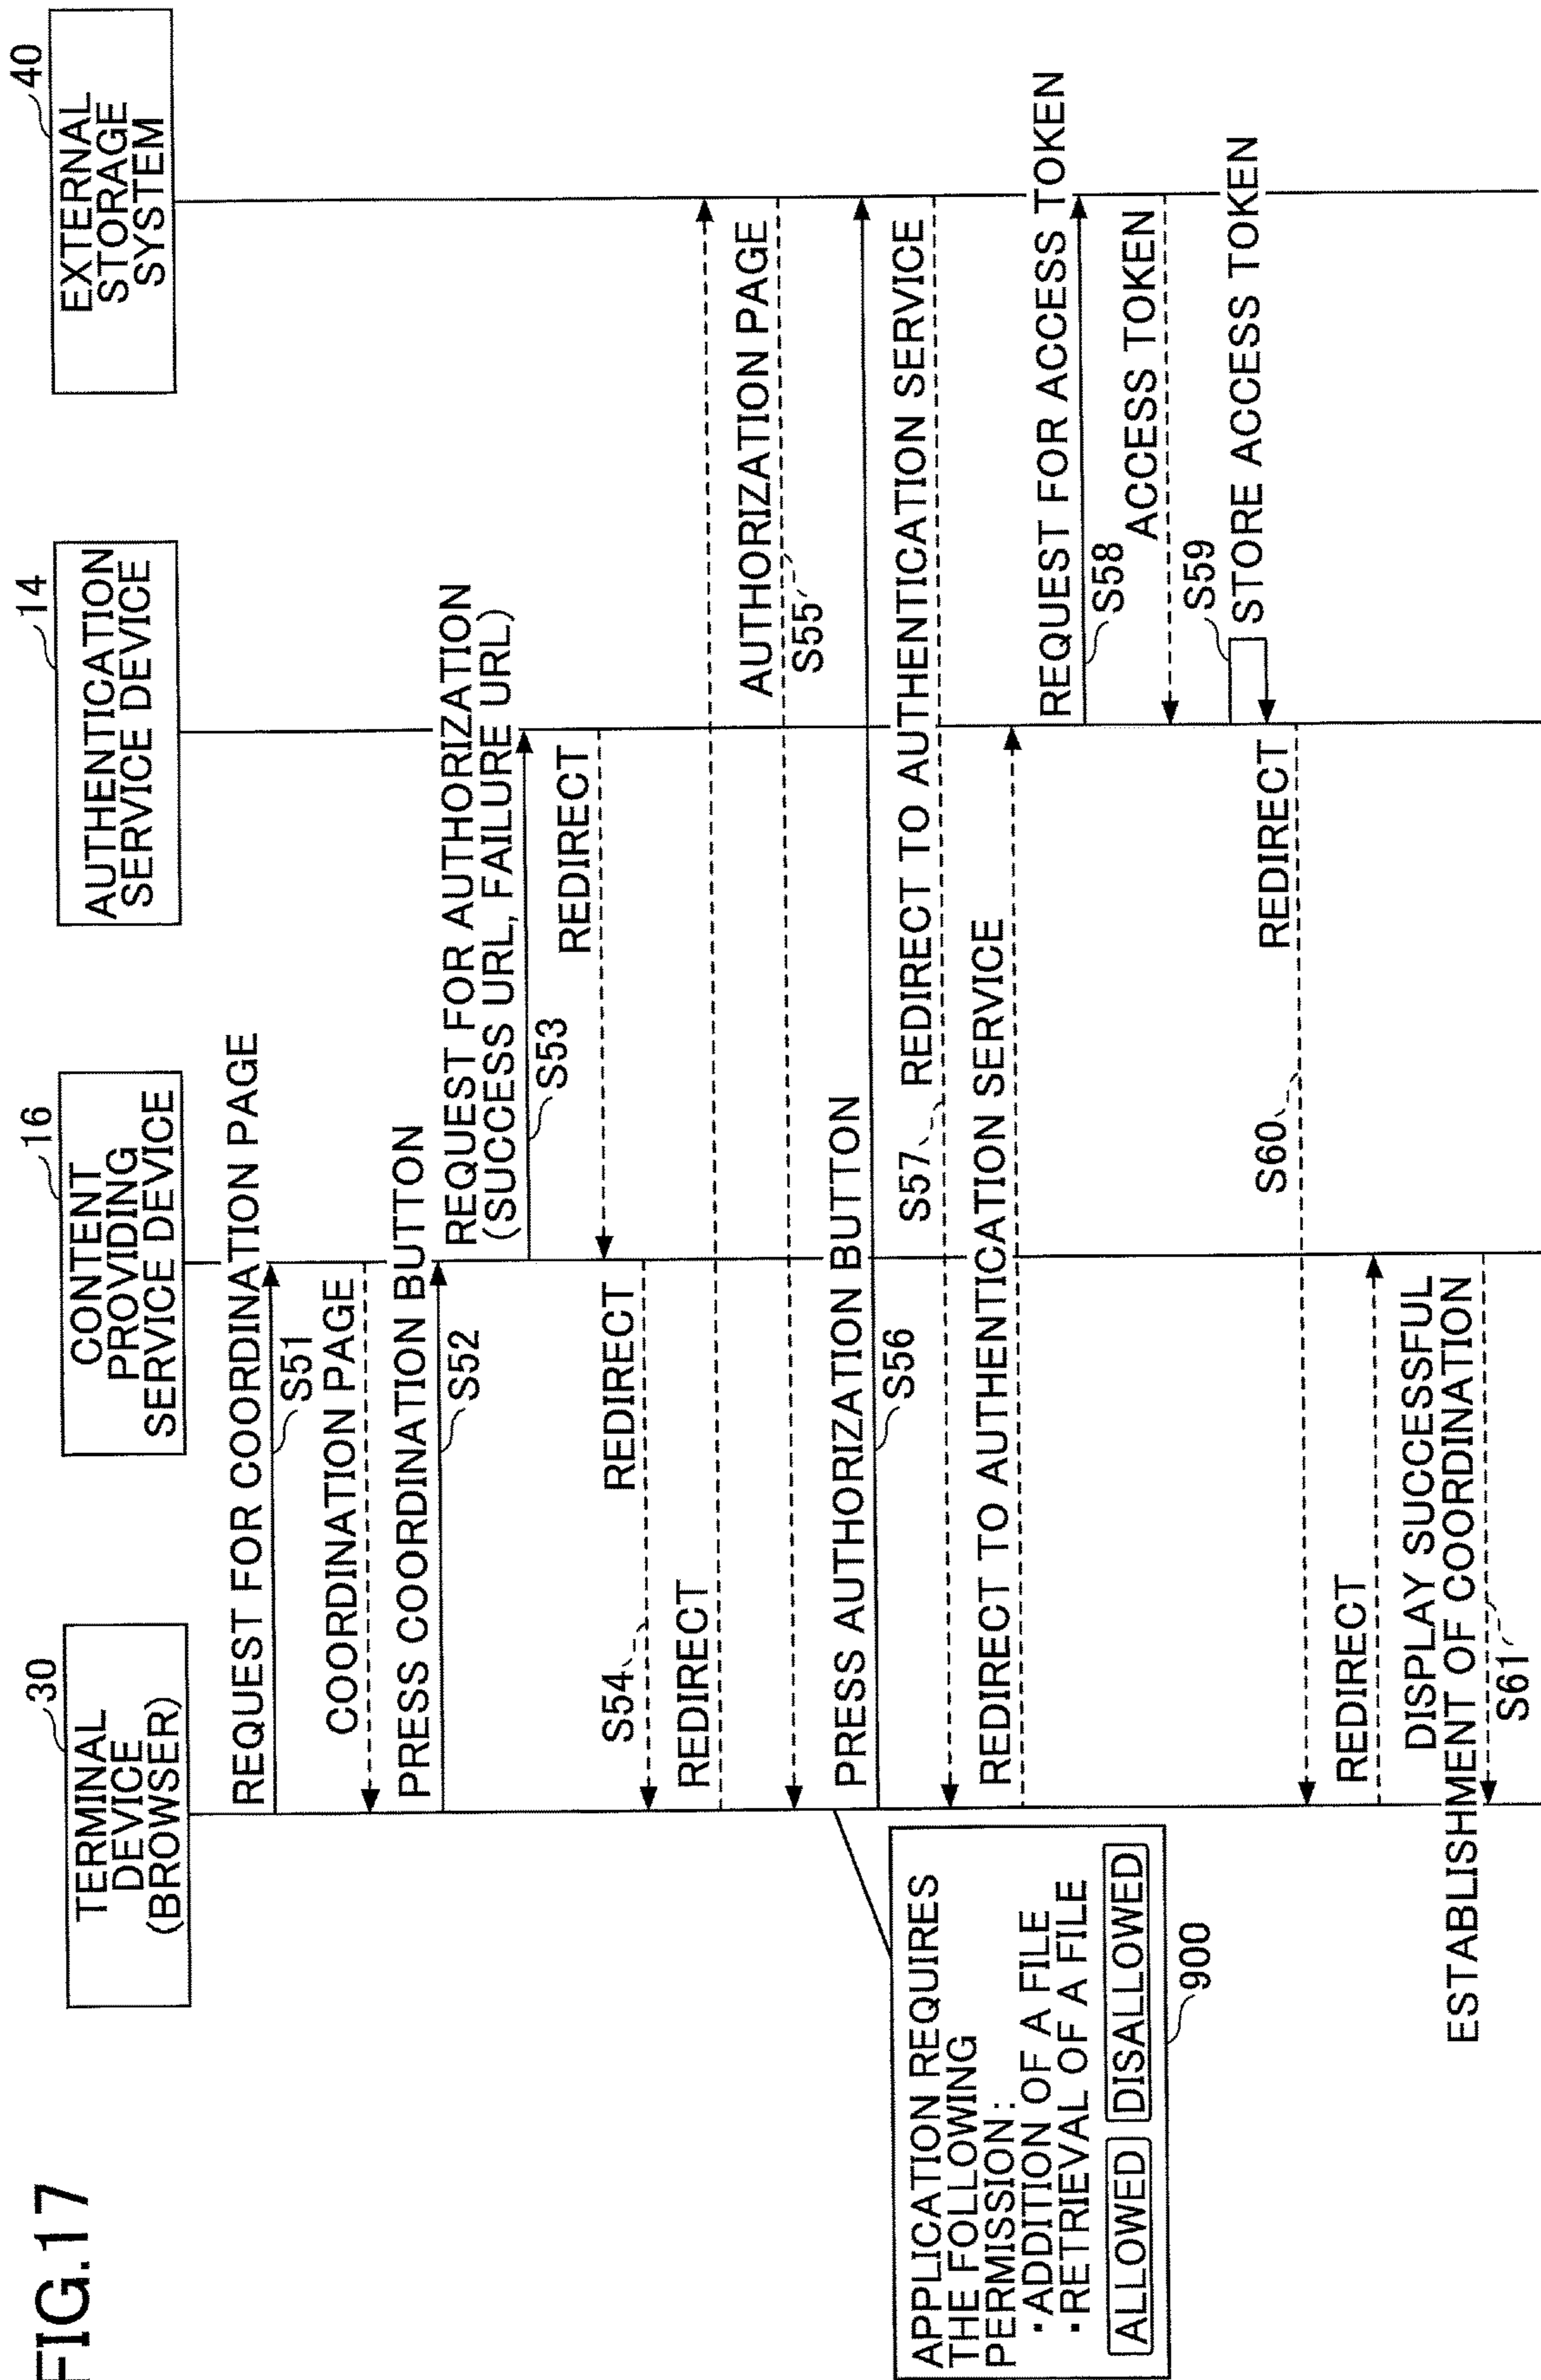 FIG.17
TERMINAL
DEVICE
(BROWSER)
30
CONTENT
PROVIDING
SERVICE DEVICE
16
AUTHENTICATION
SERVICE DEVICE
14
EXTERNAL
STORAGE
SYSTEM
40
REQUEST FOR COORDINATION PAGE
S51
COORDINATION PAGE
PRESS COORDINATION BUTTON
S52
REQUEST FOR AUTHORIZATION
(SUCCESS URL, FAILURE URL)
S53
REDIRECT
REDIRECT
S54
REDIRECT
AUTHORIZATION PAGE
S55
PRESS AUTHORIZATION BUTTON
S56
APPLICATION REQUIRES
THE FOLLOWING
PERMISSION:
・ADDITION OF A FILE
・RETRIEVAL OF A FILE
ALLOWED DISALLOWED
900
S57 REDIRECT TO AUTHENTICATION SERVICE
REDIRECT TO AUTHENTICATION SERVICE
REQUEST FOR ACCESS TOKEN
S58
ACCESS TOKEN
S59
STORE ACCESS TOKEN
REDIRECT
S60
REDIRECT
DISPLAY SUCCESSFUL
ESTABLISHMENT OF COORDINATION
S61